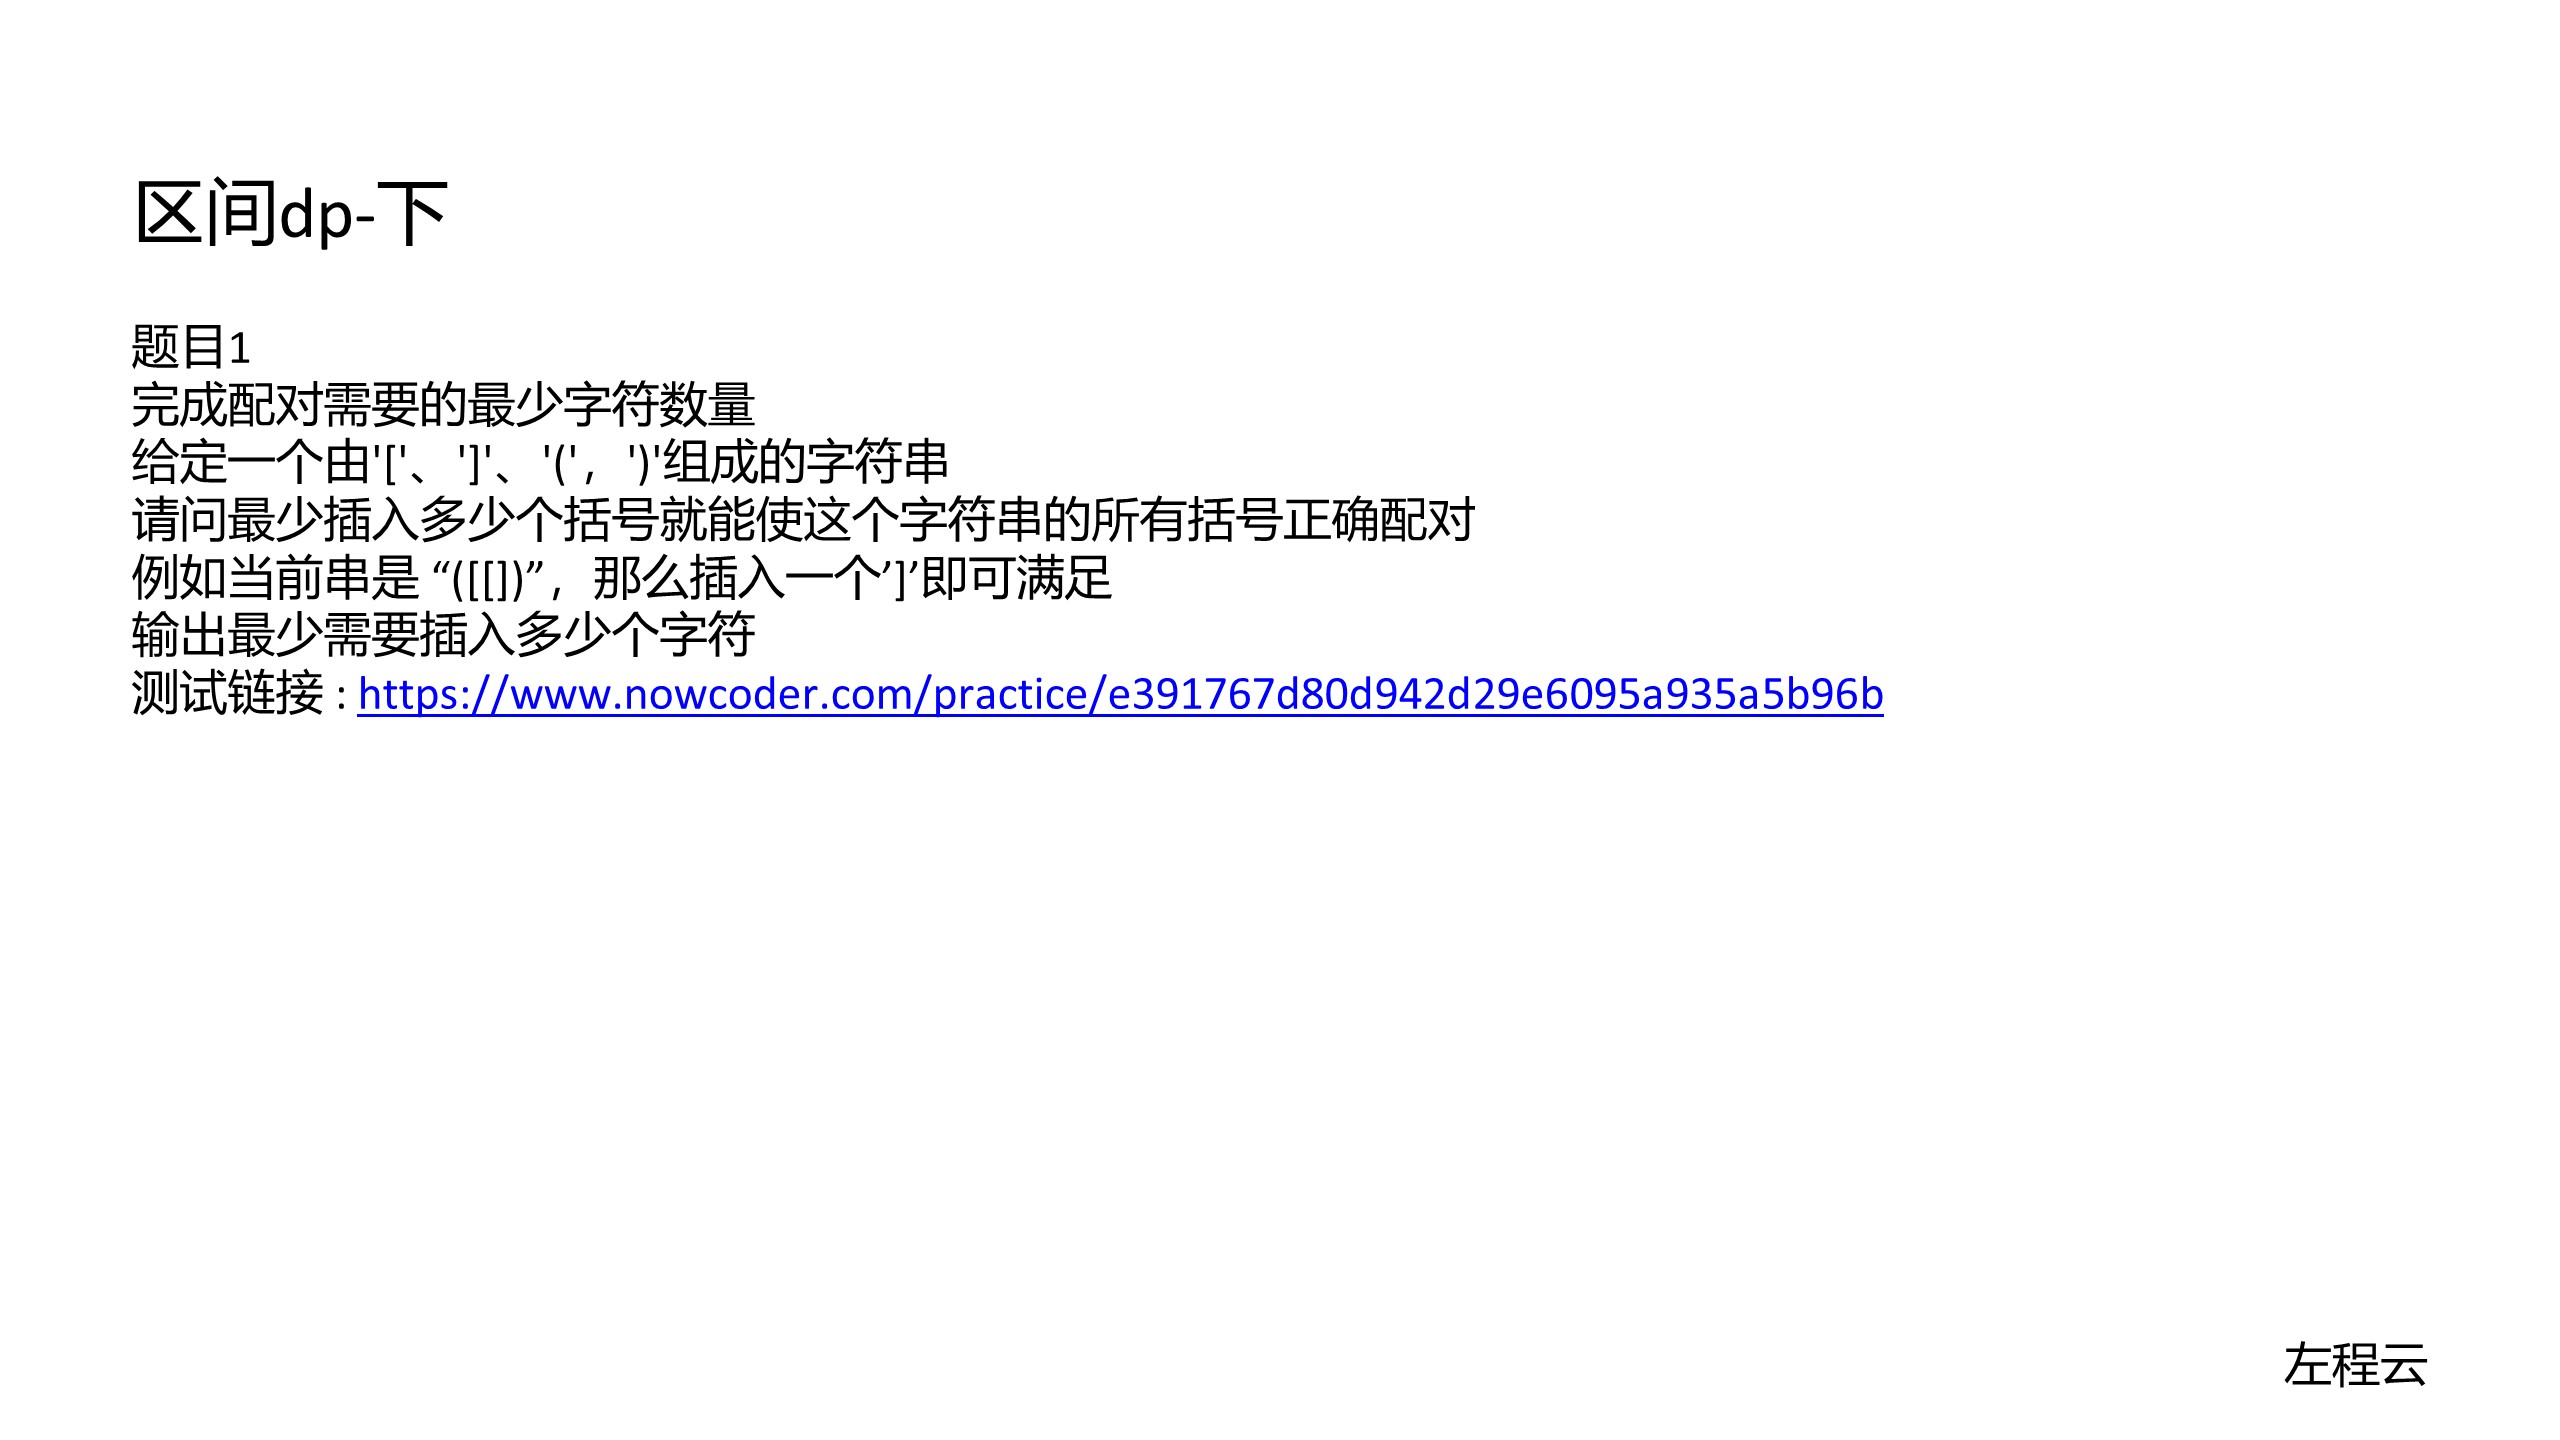 区间dp-下
题目1
完成配对需要的最少字符数量
给定一个由'['、']'、'('，')'组成的字符串
请问最少插入多少个括号就能使这个字符串的所有括号正确配对
例如当前串是 “([[])”，那么插入一个’]’即可满足
输出最少需要插入多少个字符
测试链接 : https://www.nowcoder.com/practice/e391767d80d942d29e6095a935a5b96b
左程云